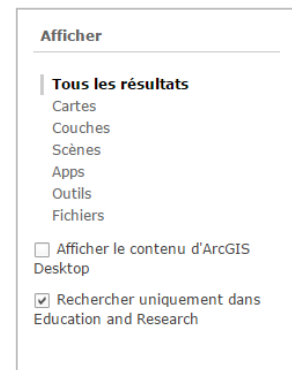 Afficher
Tous les résultats
Cartes
Couches
Scènes
Apps
Outils
Fichiers
Afficher le contenu d'ArcGIS
Desktop
Rechercher uniquement dans
Education and Research